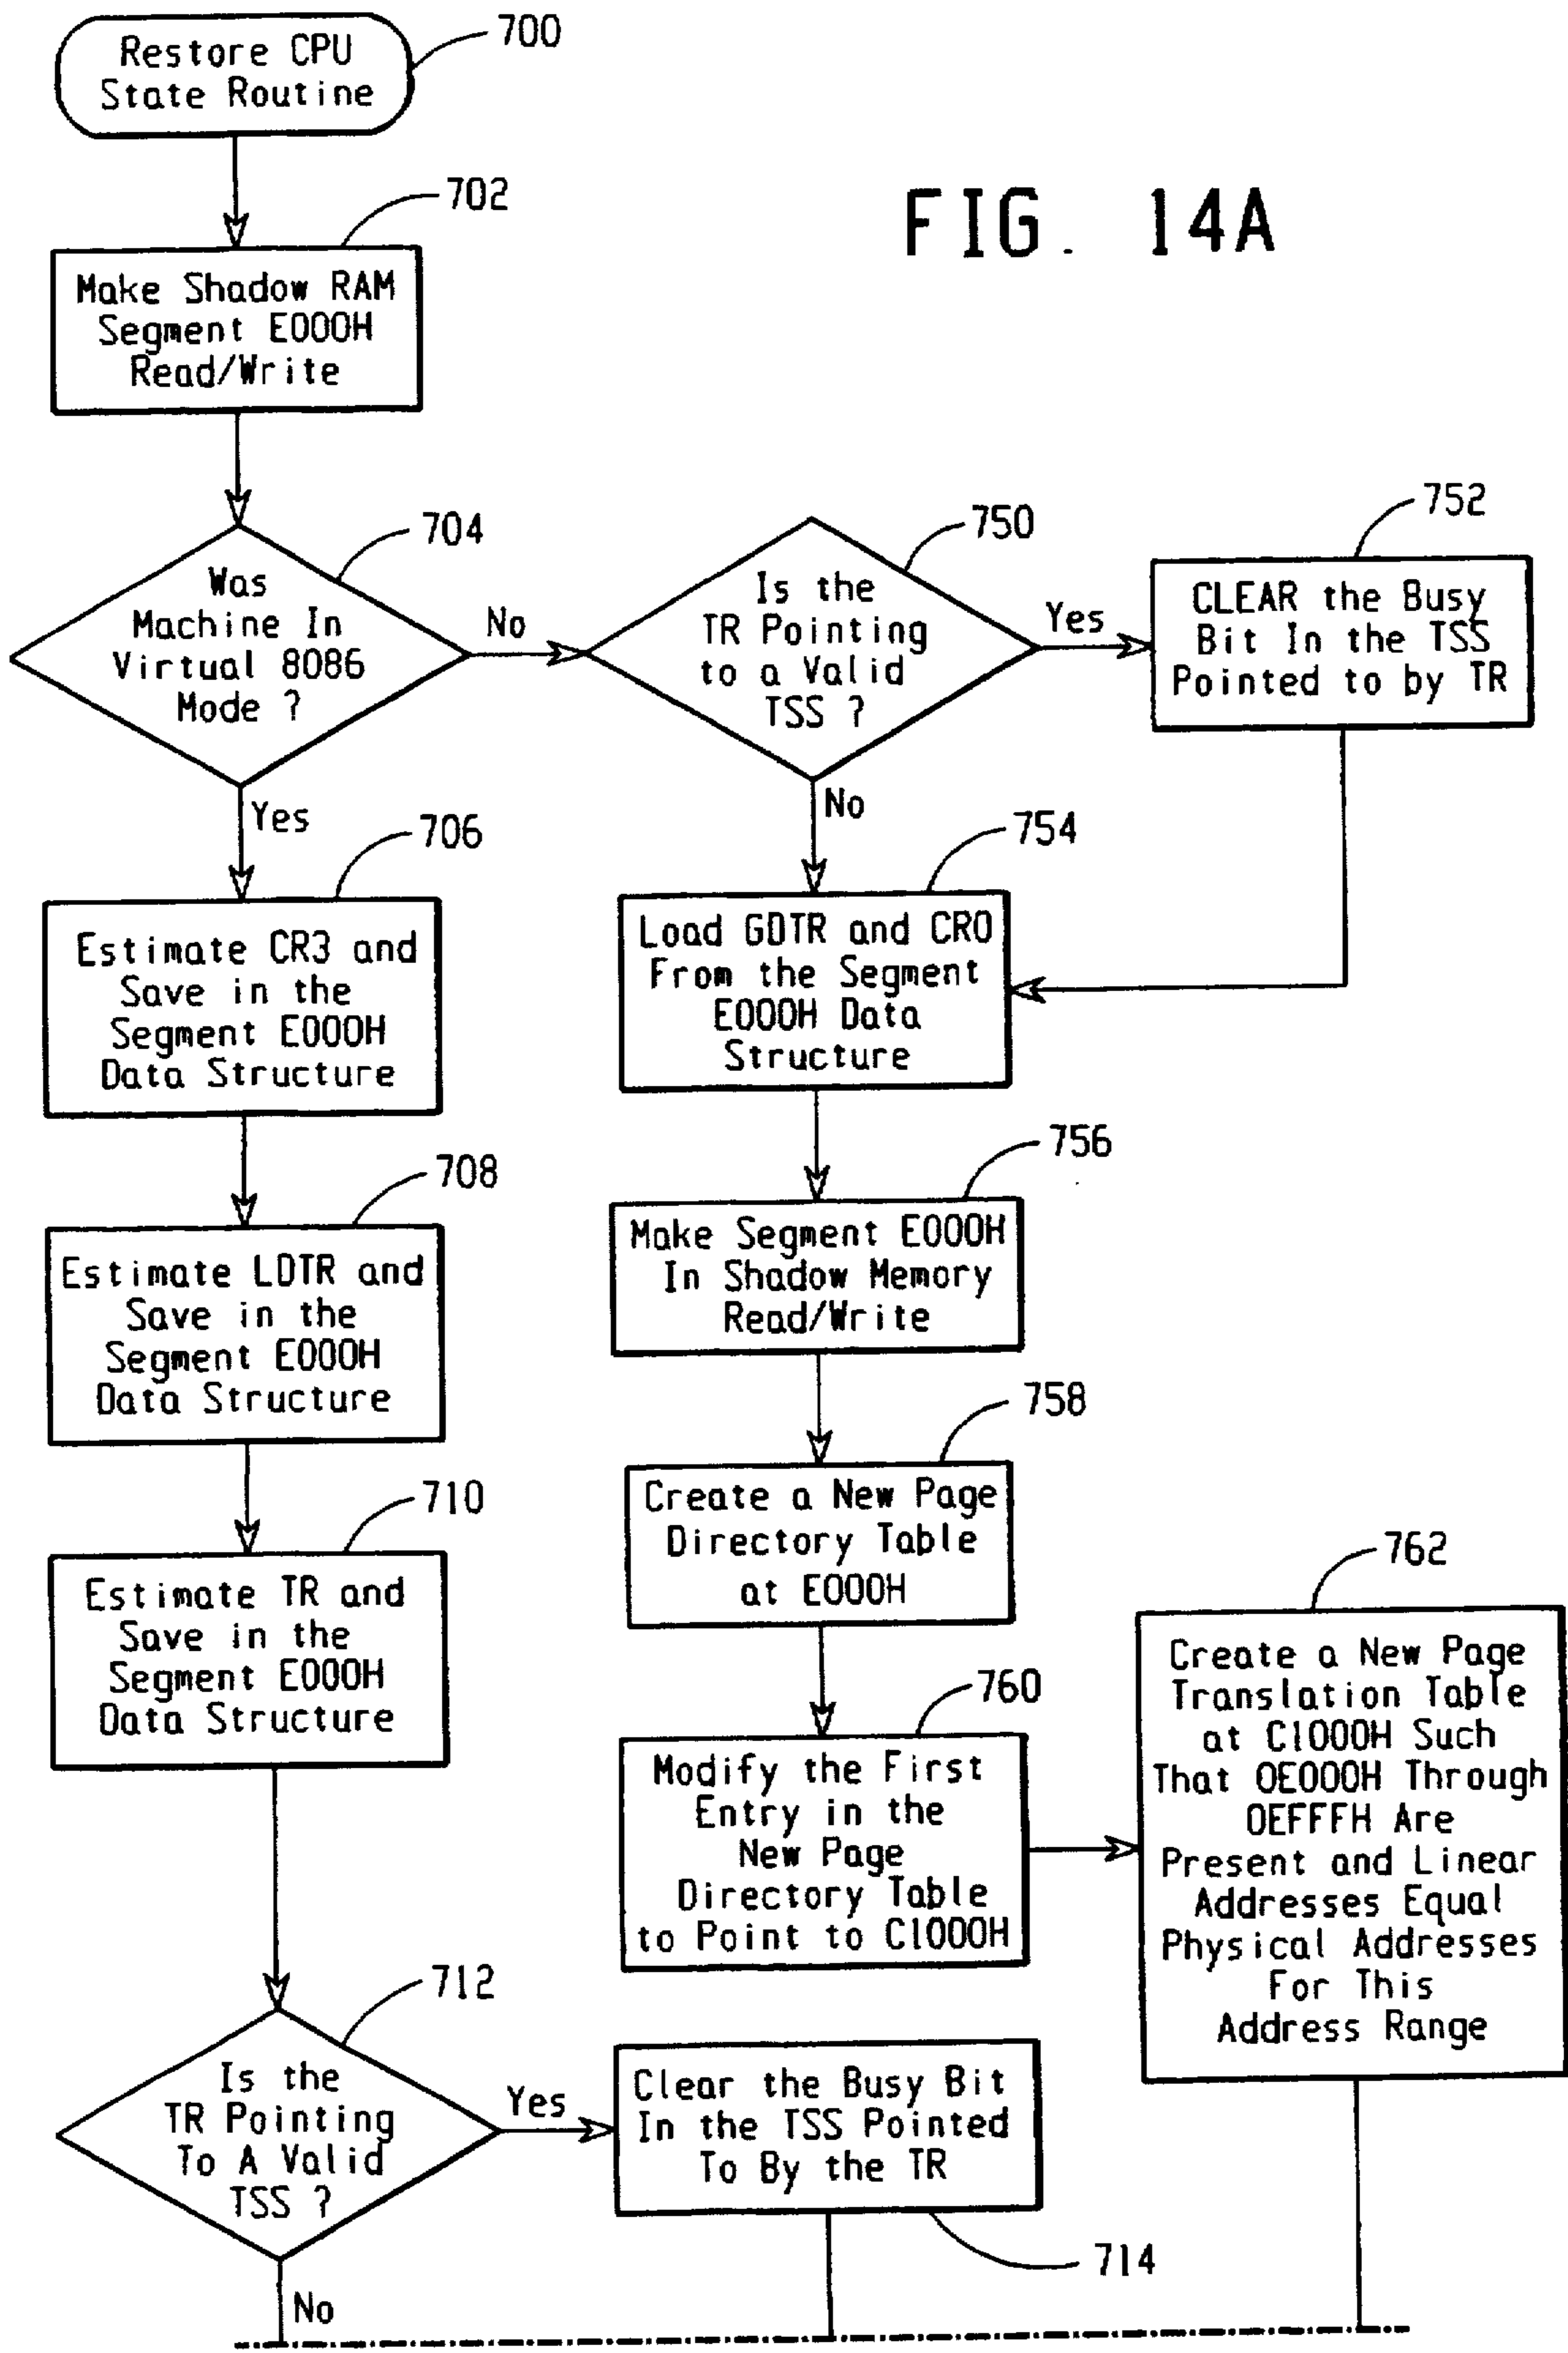 Restore CPU
State Routine
700
FIG. 14A
702
Make Shadow RAM
Segment E000H
Read/Write
704
Was
Machine In
Virtual 8086
Mode ?
No
Yes
750
Is the
TR Pointing
to a Valid
TSS ?
Yes
No
752
CLEAR the Busy
Bit In the TSS
Pointed to by TR
706
Estimate CR3 and
Save in the
Segment E000H
Data Structure
754
Load GDTR and CR0
From the Segment
E000H Data
Structure
708
Estimate LDTR and
Save in the
Segment E000H
Data Structure
756
Make Segment E000H
In Shadow Memory
Read/Write
710
Estimate TR and
Save in the
Segment E000H
Data Structure
758
Create a New Page
Directory Table
at E000H
760
Modify the First
Entry in the
New Page
Directory Table
to Point to C1000H
762
Create a New Page
Translation Table
at C1000H Such
That 0E000H Through
0EFFFH Are
Present and Linear
Addresses Equal
Physical Addresses
For This
Address Range
712
Is the
TR Pointing
To A Valid
TSS ?
Yes
No
Clear the Busy Bit
In the TSS Pointed
To By the TR
714